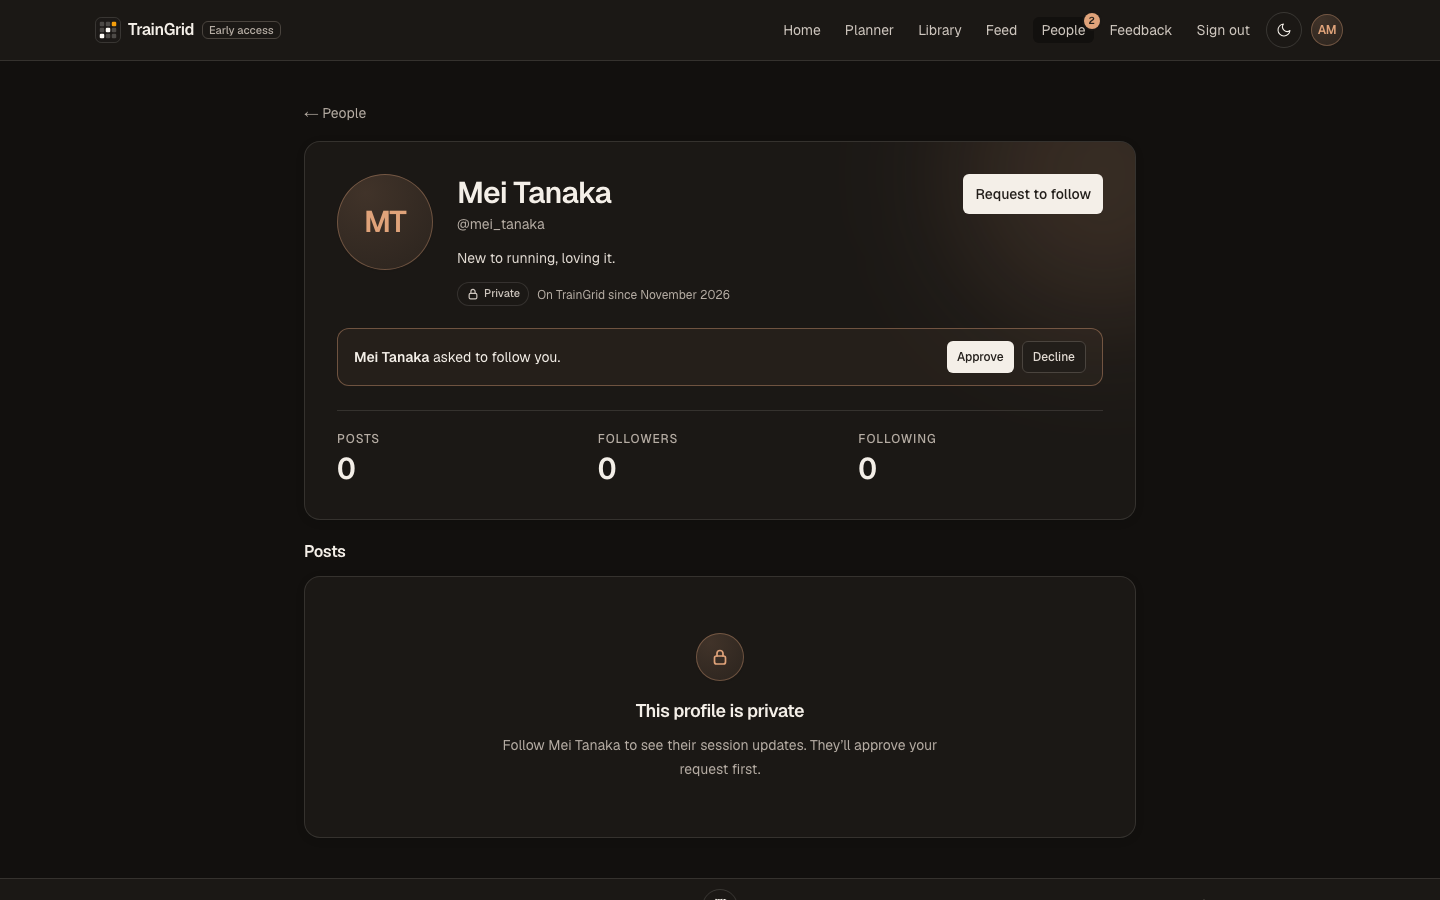 TrainGrid Early access Home Planner Library Feed People 2 Feedback Sign out AM
← People
MT
Mei Tanaka
Request to follow
@mei_tanaka
New to running, loving it.
Private On TrainGrid since November 2026
Mei Tanaka asked to follow you. Approve Decline
POSTS FOLLOWERS FOLLOWING
0 0 0
Posts
This profile is private
Follow Mei Tanaka to see their session updates. They’ll approve your
request first.